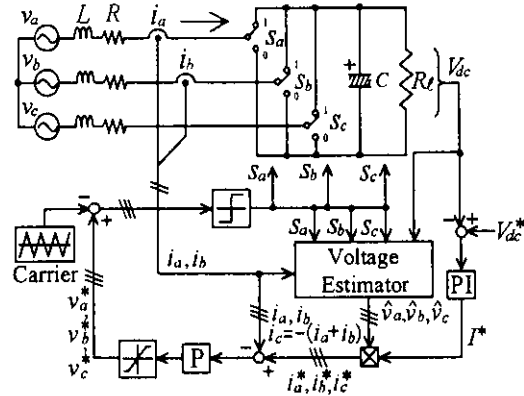 v_a L R i_a
S_a 1 0
v_b i_b S_b 1 0
C R_ℓ V_dc
v_c S_c 1 0
S_a S_b S_c
Carrier
S_a S_b S_c
V_dc^*
Voltage
Estimator
PI
i_a, i_b
v̂_a, v̂_b, v̂_c
v_a^*
v_b^*
v_c^*
i_a, i_b
i_c=-(i_a+i_b)
I^*
P
i_a^*, i_b^*, i_c^*